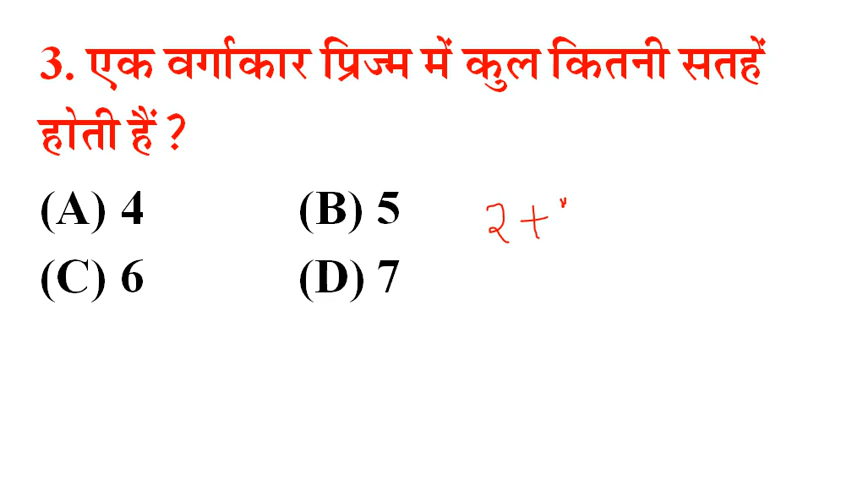 3. एक वर्गाकार प्रिज्म में कुल कितनी सतहें
होती हैं ?
(A) 4 (B) 5
2 +
(C) 6 (D) 7